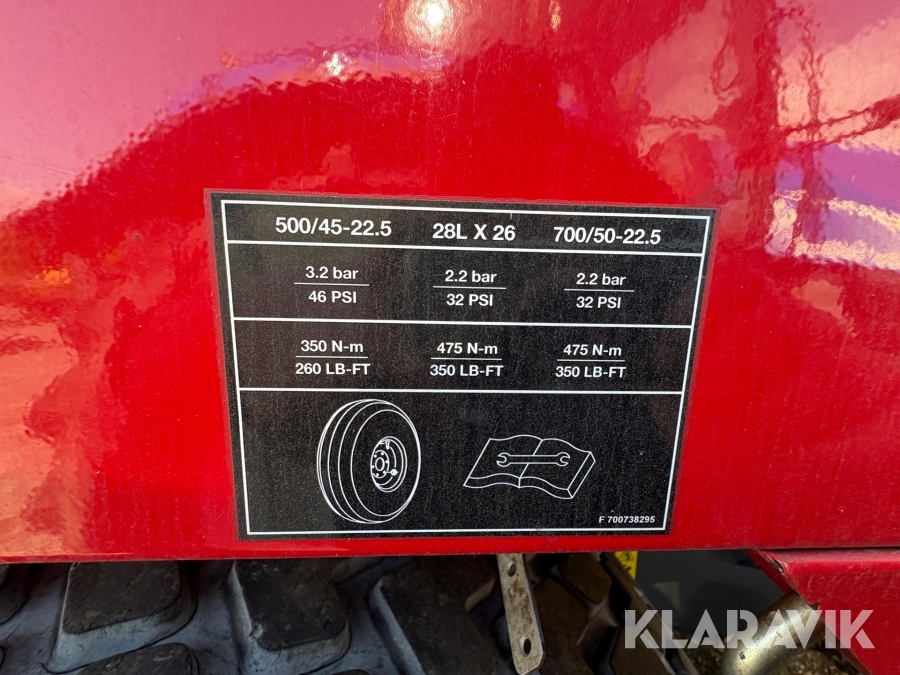 500/45-22.5 28L X 26 700/50-22.5
3.2 bar 2.2 bar 2.2 bar
46 PSI 32 PSI 32 PSI
350 N-m 475 N-m 475 N-m
260 LB-FT 350 LB-FT 350 LB-FT
F 700738295
KLARAVIK